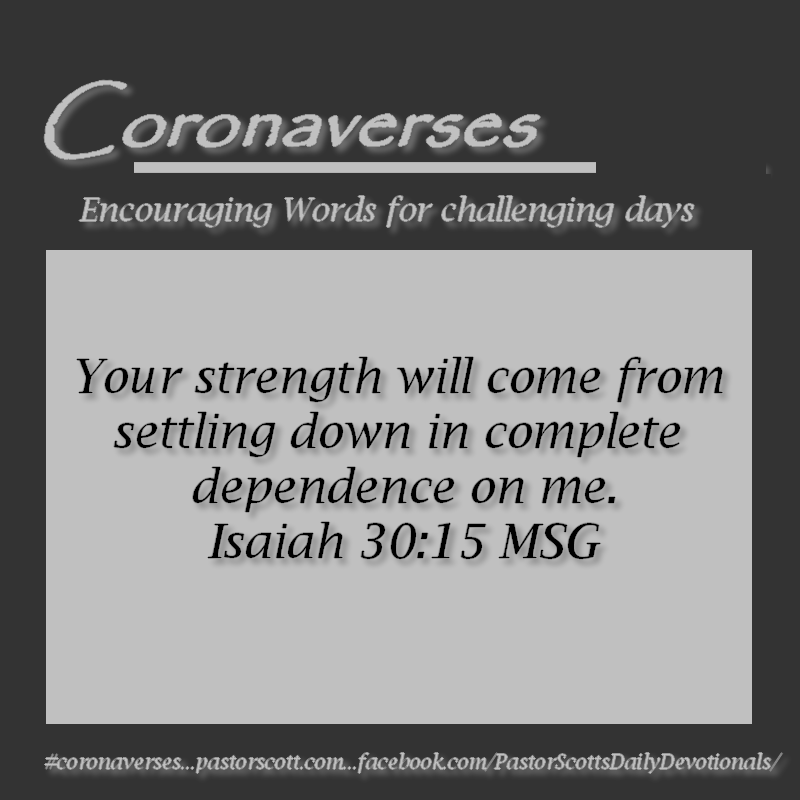 Coronaverses
Encouraging Words for challenging days
Your strength will come from
settling down in complete
dependence on me.
Isaiah 30:15 MSG
#coronaverses...pastorscott.com...facebook.com/PastorScottsDailyDevotionals/